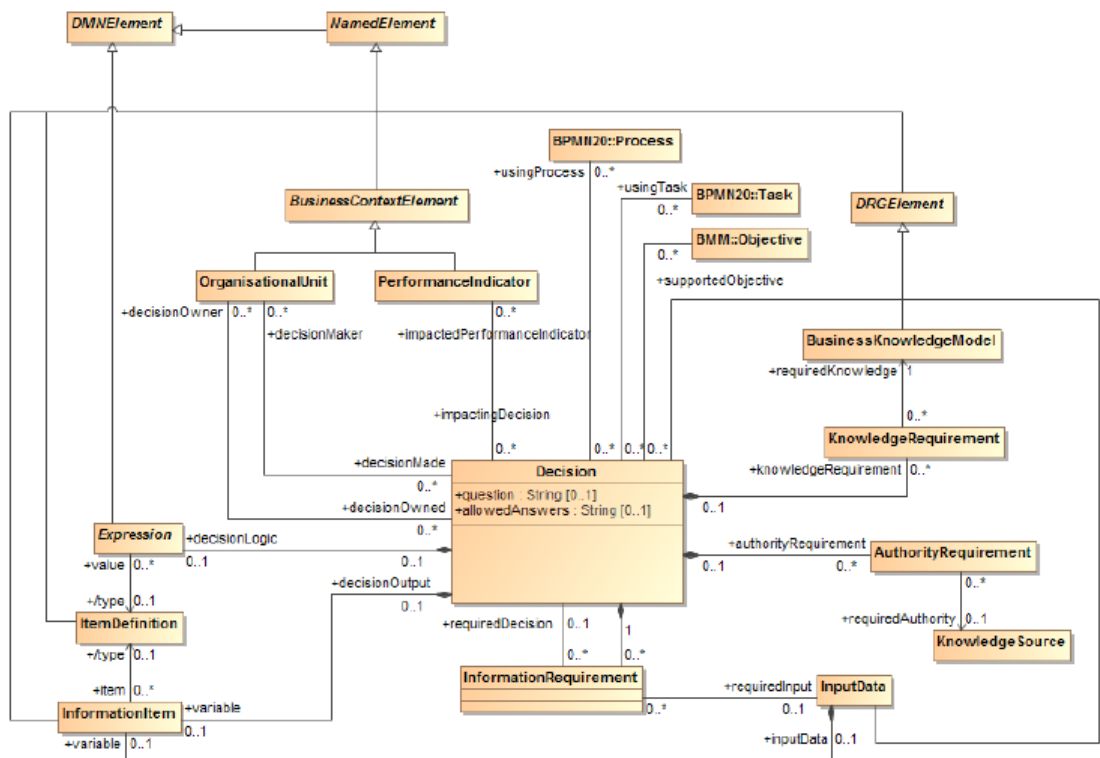 DMNElement
NamedElement
BPMN20::Process
+usingProcess 0..*
+usingTask
BPMN20::Task
0..*
BusinessContextElement
DRGElement
BMM::Objective
0..*
+supportedObjective
OrganisationalUnit
PerformanceIndicator
+decisionOwner 0..* 0..*
0..*
+decisionMaker
+impactedPerformanceIndicator
BusinessKnowledgeModel
+requiredKnowledge 1
0..*
+impactingDecision
KnowledgeRequirement
0..* 0..* 0..* 0..*
+decisionMade
0..*
Decision
+knowledgeRequirement 0..*
+question : String [0..1]
+allowedAnswers : String [0..1]
0..1
+decisionOwned
0..*
Expression
+decisionLogic
0..1 0..1
+value 0..*
+authorityRequirement
0..1 0..*
AuthorityRequirement
+decisionOutput
0..1
+/type 0..1
0..*
ItemDefinition
+requiredDecision 0..1 1
+requiredAuthority 0..1
KnowledgeSource
+/type 0..1
0..* 0..*
InformationRequirement
+item 0..*
+requiredInput
InputData
InformationItem
+variable
0..1
0..* 0..1
+variable 0..1
+inputData 0..1